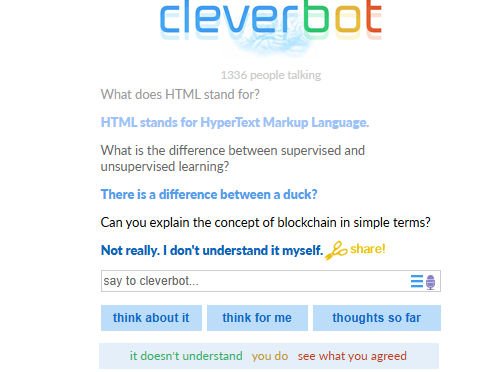 cleverbot
1336 people talking
What does HTML stand for?
HTML stands for HyperText Markup Language.
What is the difference between supervised and
unsupervised learning?
There is a difference between a duck?
Can you explain the concept of blockchain in simple terms?
Not really. I don't understand it myself. share!
say to cleverbot...
think about it think for me thoughts so far
it doesn't understand you do see what you agreed